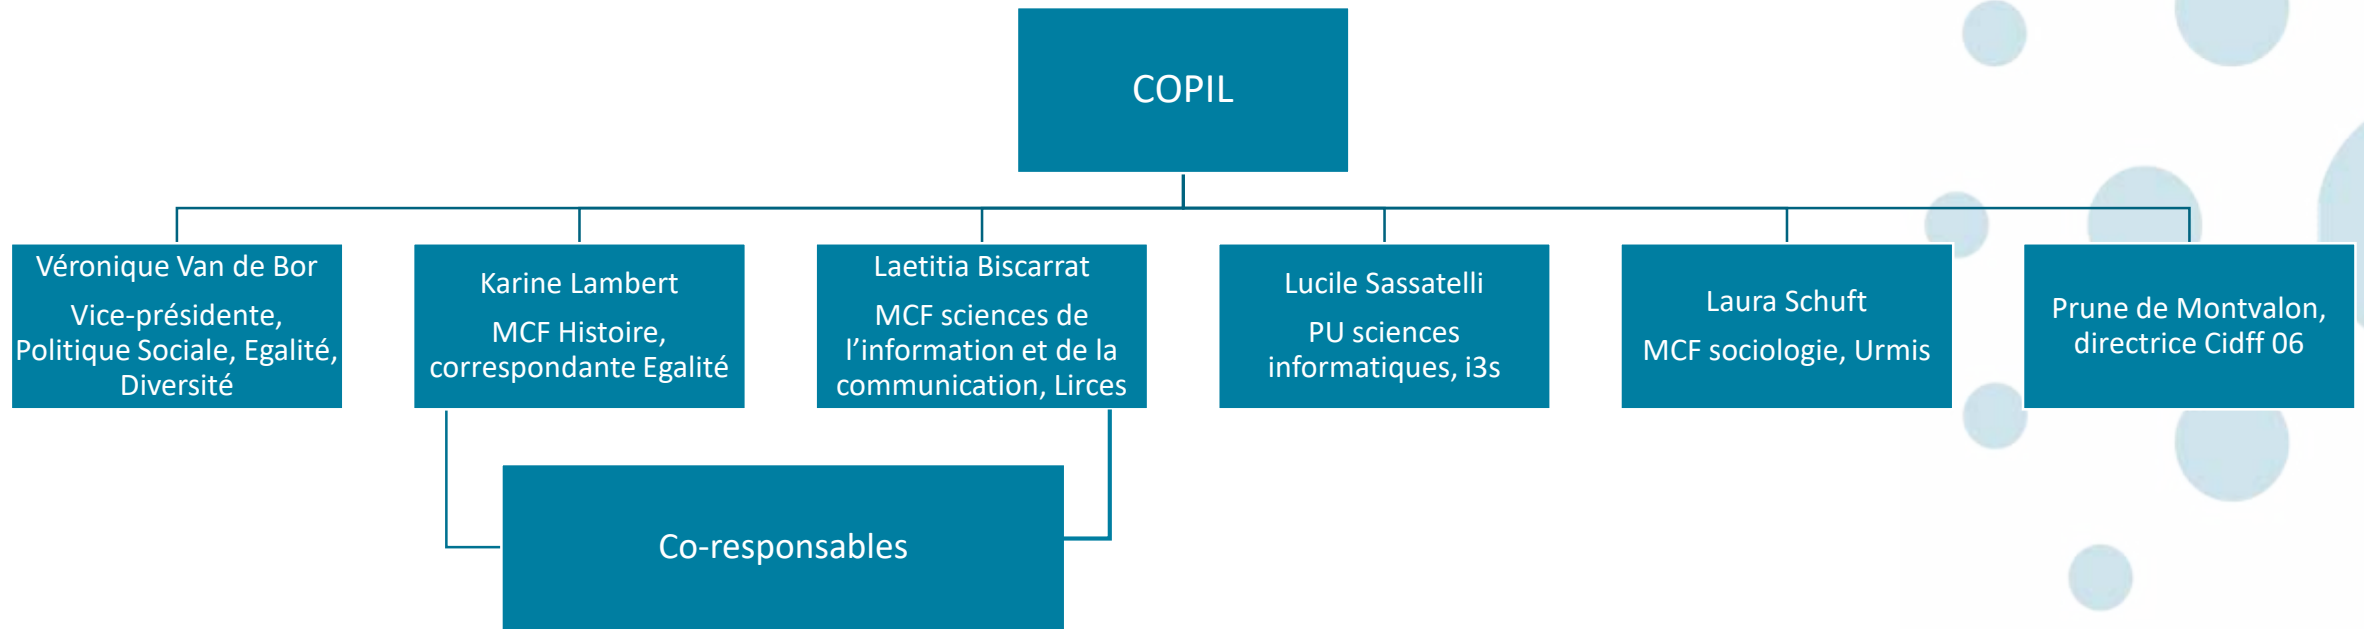 COPIL
Véronique Van de Bor
Vice-présidente,
Politique Sociale, Egalité,
Diversité
Karine Lambert
MCF Histoire,
correspondante Egalité
Laetitia Biscarrat
MCF sciences de
l’information et de la
communication, Lirces
Lucile Sassatelli
PU sciences
informatiques, i3s
Laura Schuft
MCF sociologie, Urmis
Prune de Montvalon,
directrice Cidff 06
Co-responsables